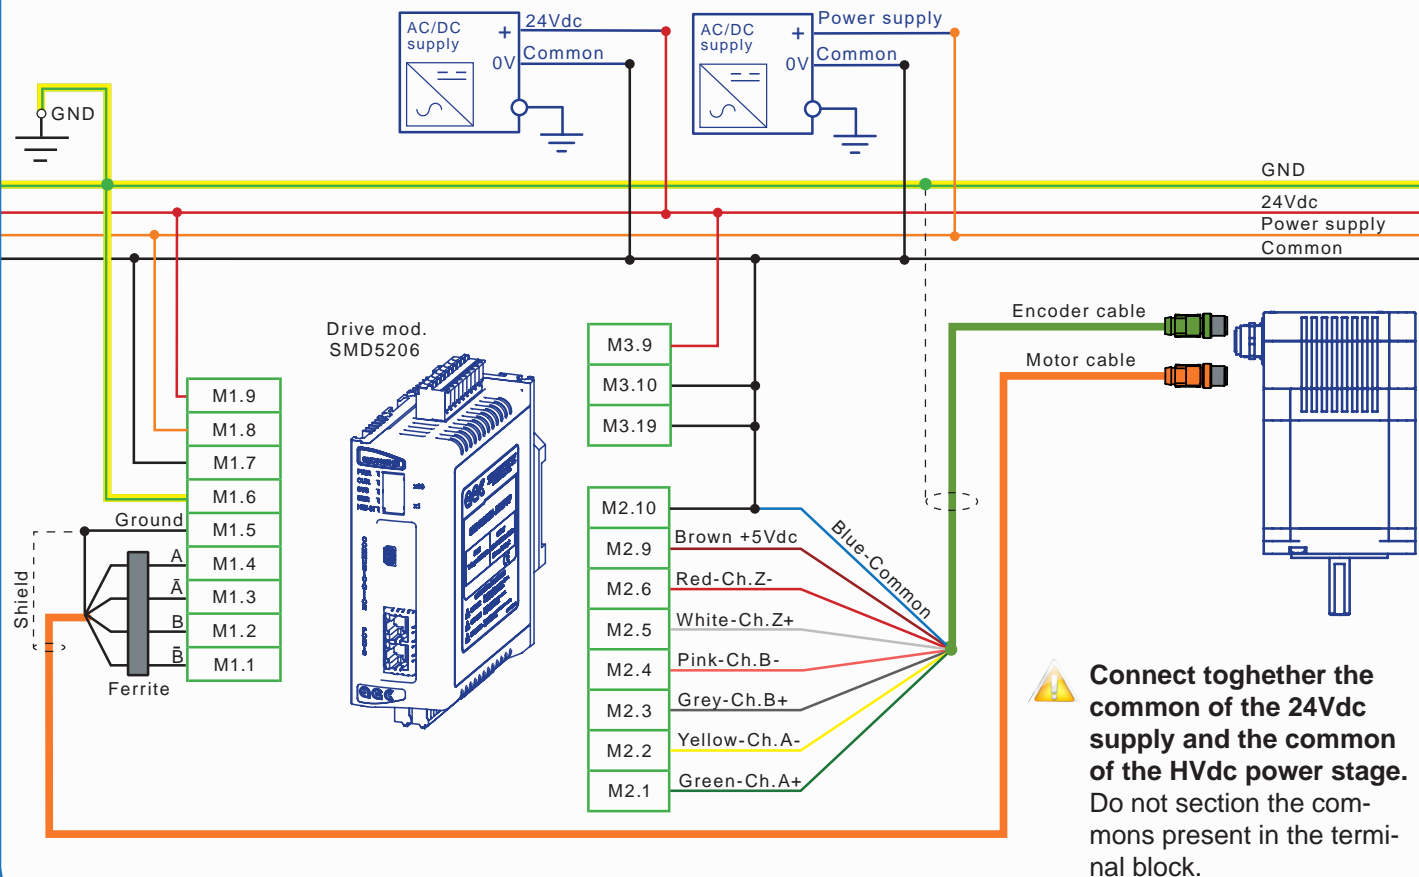 AC/DC
supply
+
24Vdc
0V
Common
AC/DC
supply
+
Power supply
0V
Common
GND
GND
24Vdc
Power supply
Common
Drive mod.
SMD5206
Encoder cable
Motor cable
M1.9
M1.8
M1.7
M1.6
Ground M1.5
A M1.4
Ā M1.3
B M1.2
B̄ M1.1
Shield
Ferrite
M3.9
M3.10
M3.19
M2.10 Blue-Common
M2.9 Brown +5Vdc
M2.6 Red-Ch.Z-
M2.5 White-Ch.Z+
M2.4 Pink-Ch.B-
M2.3 Grey-Ch.B+
M2.2 Yellow-Ch.A-
M2.1 Green-Ch.A+
Connect toghether the
common of the 24Vdc
supply and the common
of the HVdc power stage.
Do not section the com-
mons present in the termi-
nal block.